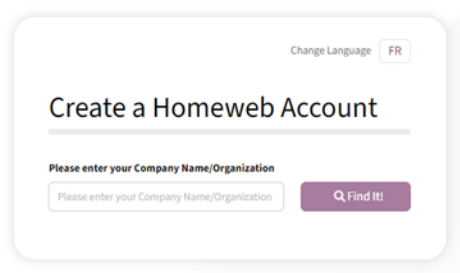 Change Language FR
Create a Homeweb Account
Please enter your Company Name/Organization
Please enter your Company Name/Organization Find It!